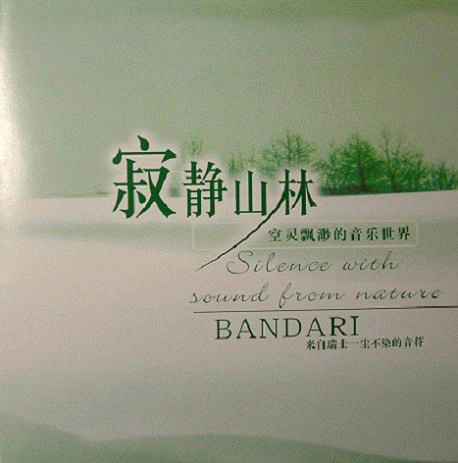 寂静山林
空灵飘渺的音乐世界
Silence with
sound from nature
BANDARI
来自瑞士一尘不染的音符